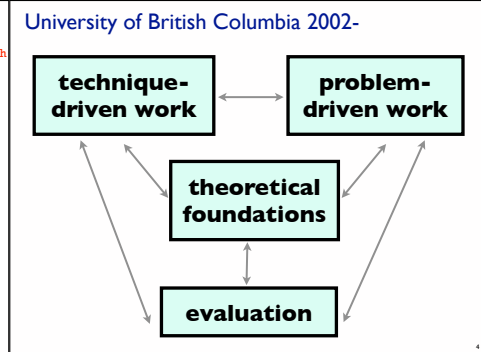 University of British Columbia 2002-
h
technique-
driven work
problem-
driven work
theoretical
foundations
evaluation
4